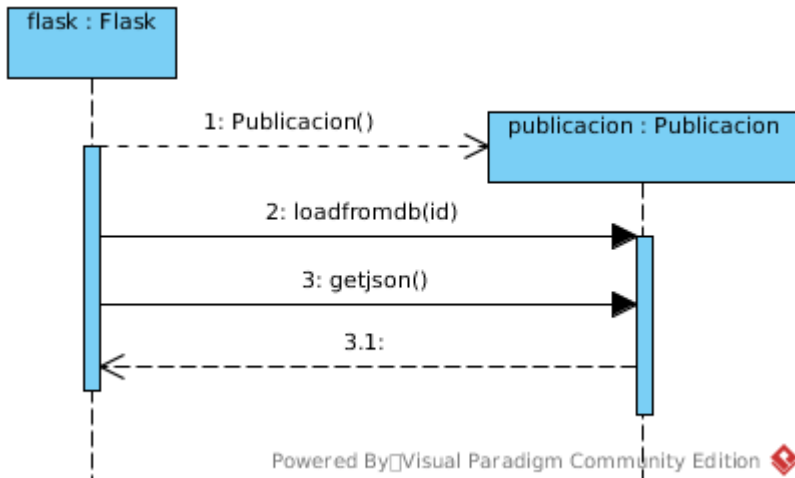 flask : Flask
1: Publicacion()
publicacion : Publicacion
2: loadfromdb(id)
3: getjson()
3.1:
Powered By□Visual Paradigm Community Edition